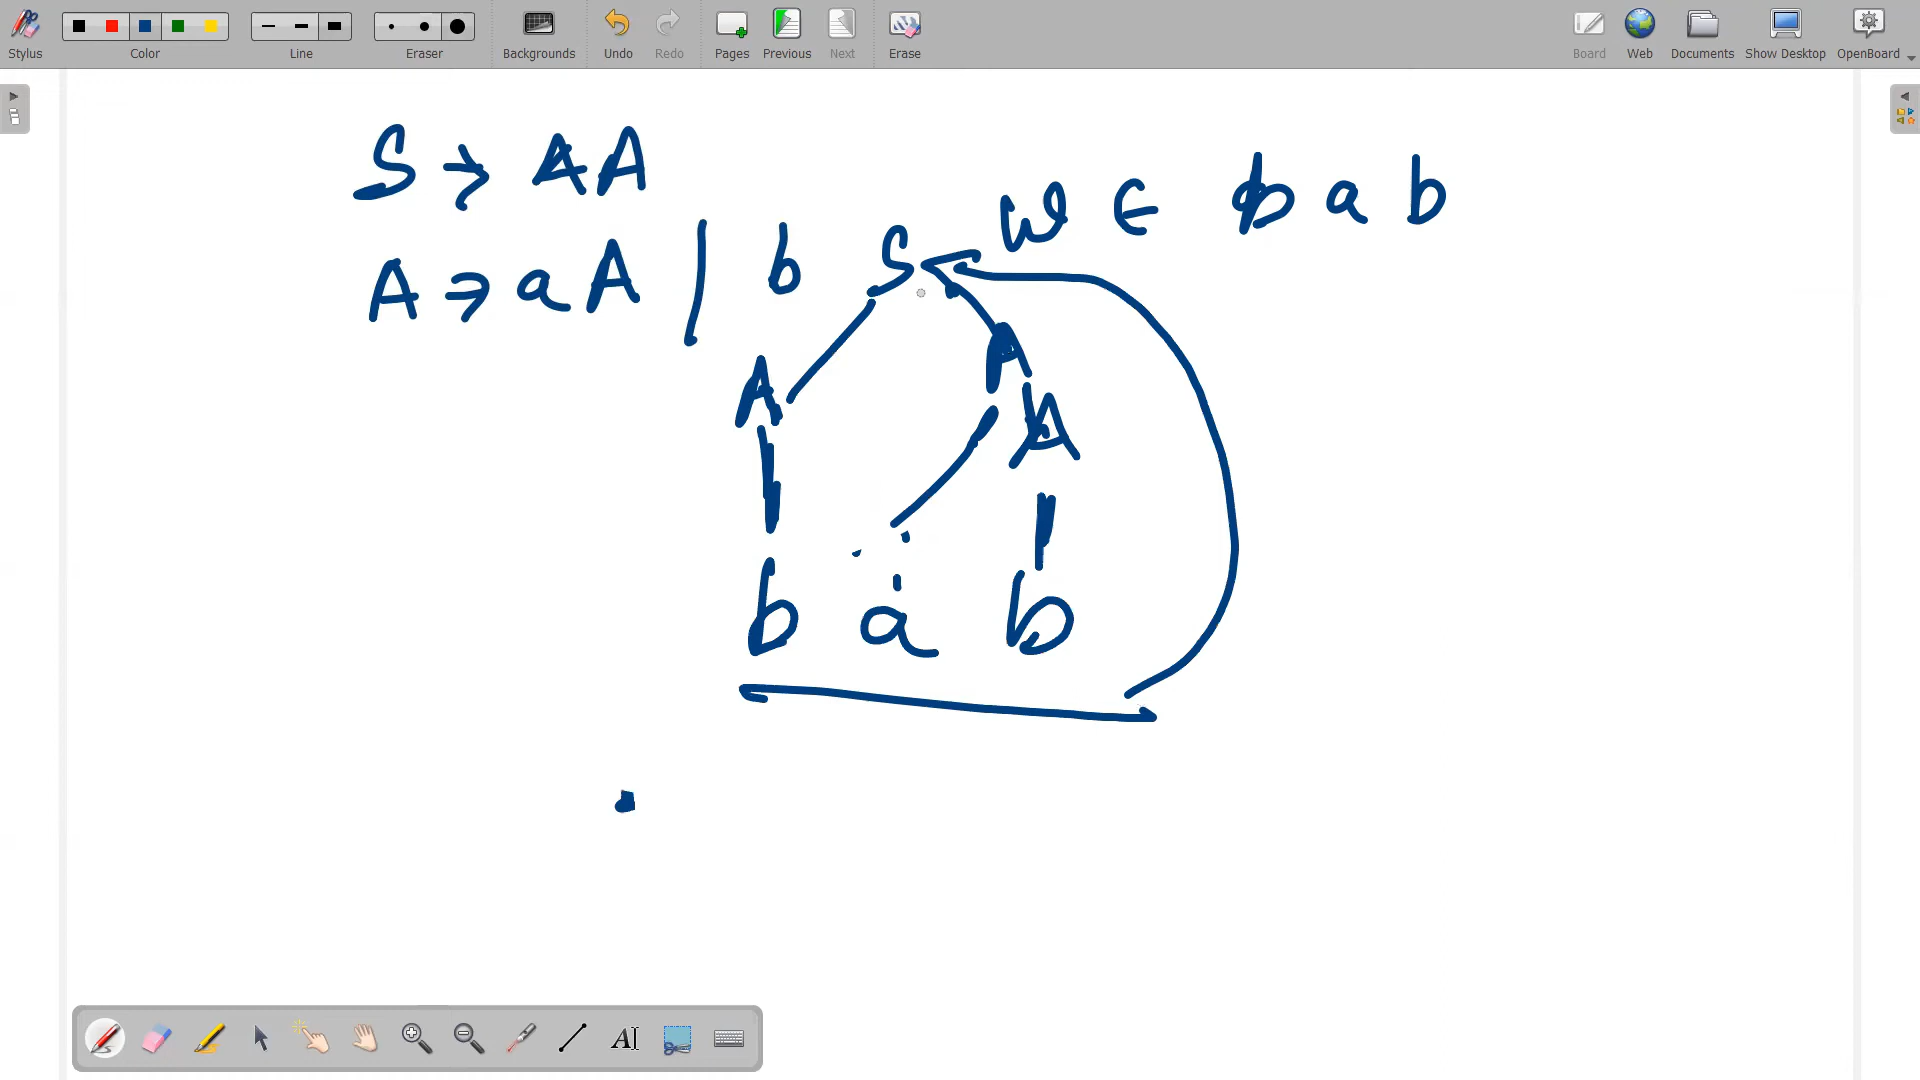 Stylus
Color
Line
Eraser
Backgrounds
Undo
Redo
Pages
Previous
Next
Erase
Board
Web
Documents
Show Desktop
OpenBoard
S → AA
W ∈ b a b
A → aA | b
S
A
A
A
b a b
AI